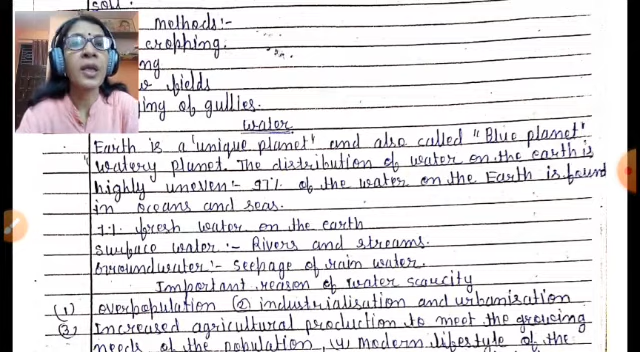 soil.
methods:-
cropping.
ng
fields
ing of gullies.
water
Earth is a 'unique planet' and also called "Blue planet"
watery planet. The distribution of water on the earth is
highly uneven:- 97% of the water on the Earth is found
in oceans and seas.
1% fresh water on the earth
surface water:- Rivers and streams.
Groundwater:- seepage of rain water.
Important reason of water scaucity
(1) overpopulation (2) industrialisation and urbanisation
(3) Increased agricultural production to meet the growing
needs of the population, (4) modern lifestyle of the